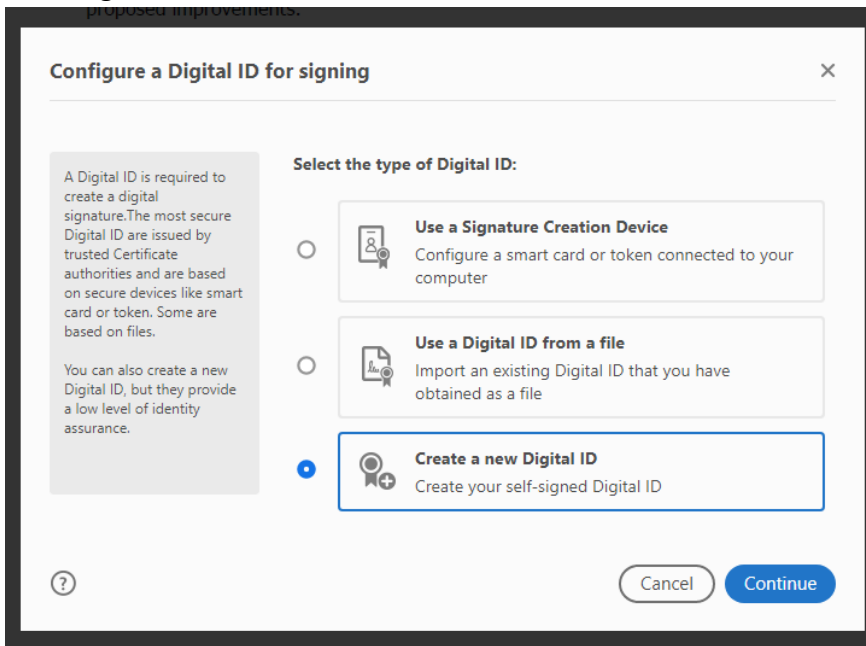 proposed improvements.
Configure a Digital ID for signing
A Digital ID is required to
create a digital
signature.The most secure
Digital ID are issued by
trusted Certificate
authorities and are based
on secure devices like smart
card or token. Some are
based on files.
You can also create a new
Digital ID, but they provide
a low level of identity
assurance.
Select the type of Digital ID:
Use a Signature Creation Device
Configure a smart card or token connected to your
computer
Use a Digital ID from a file
Import an existing Digital ID that you have
obtained as a file
Create a new Digital ID
Create your self-signed Digital ID
Cancel
Continue